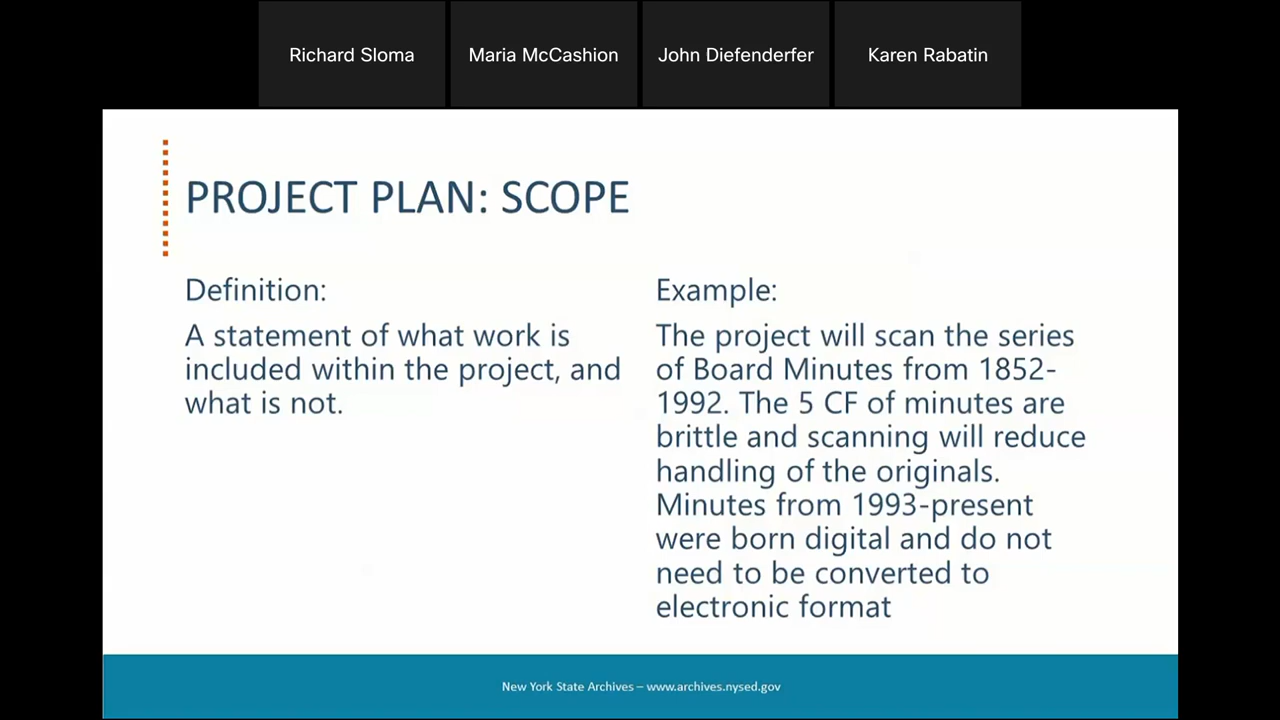 Richard Sloma
Maria McCashion
John Diefenderfer
Karen Rabatin
PROJECT PLAN: SCOPE
Definition:
A statement of what work is
included within the project, and
what is not.
Example:
The project will scan the series
of Board Minutes from 1852-
1992. The 5 CF of minutes are
brittle and scanning will reduce
handling of the originals.
Minutes from 1993-present
were born digital and do not
need to be converted to
electronic format
New York State Archives – www.archives.nysed.gov